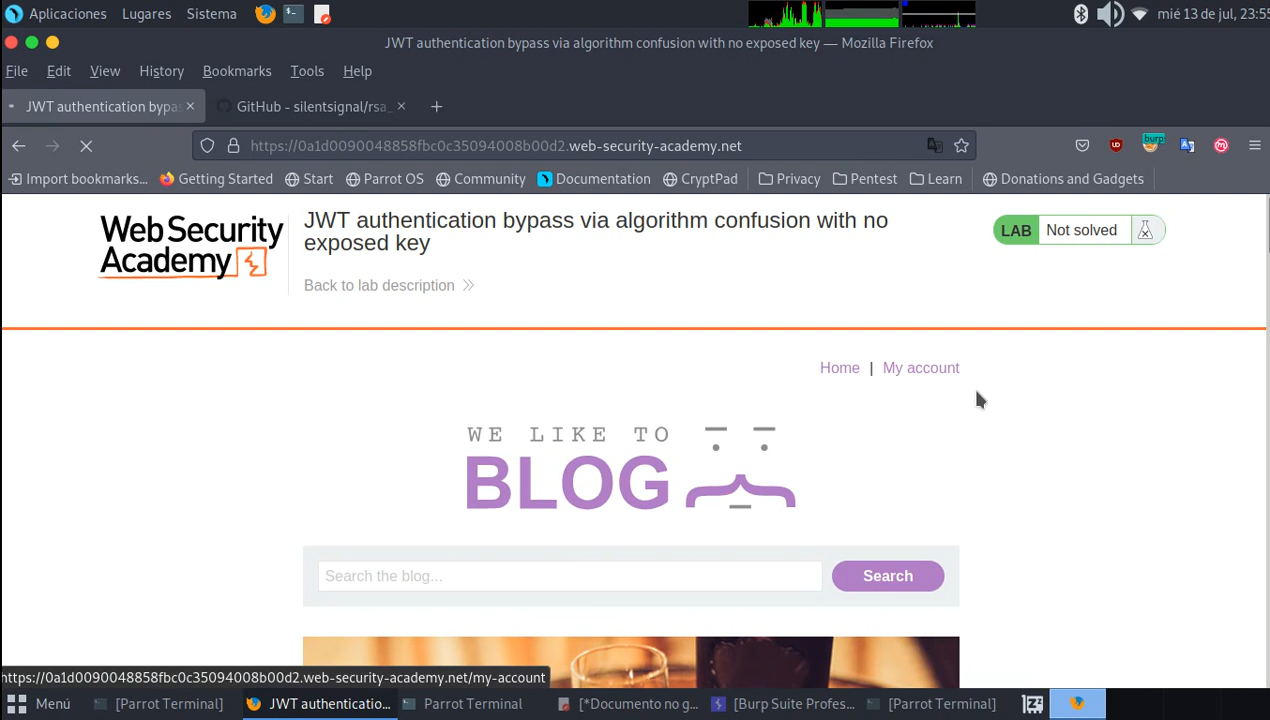 Aplicaciones Lugares Sistema mié 13 de jul, 23:55
JWT authentication bypass via algorithm confusion with no exposed key — Mozilla Firefox
File Edit View History Bookmarks Tools Help
JWT authentication bypas × GitHub - silentsignal/rsa_ × +
https://0a1d0090048858fbc0c35094008b00d2.web-security-academy.net
burp
Import bookmarks... Getting Started Start Parrot OS Community Documentation CryptPad Privacy Pentest Learn Donations and Gadgets
Web Security
Academy
JWT authentication bypass via algorithm confusion with no
exposed key
LAB Not solved
Back to lab description
Home | My account
WE LIKE TO
BLOG
Search the blog... Search
https://0a1d0090048858fbc0c35094008b00d2.web-security-academy.net/my-account
Menú [Parrot Terminal] JWT authenticatio... Parrot Terminal [*Documento no g... [Burp Suite Profes... [Parrot Terminal]